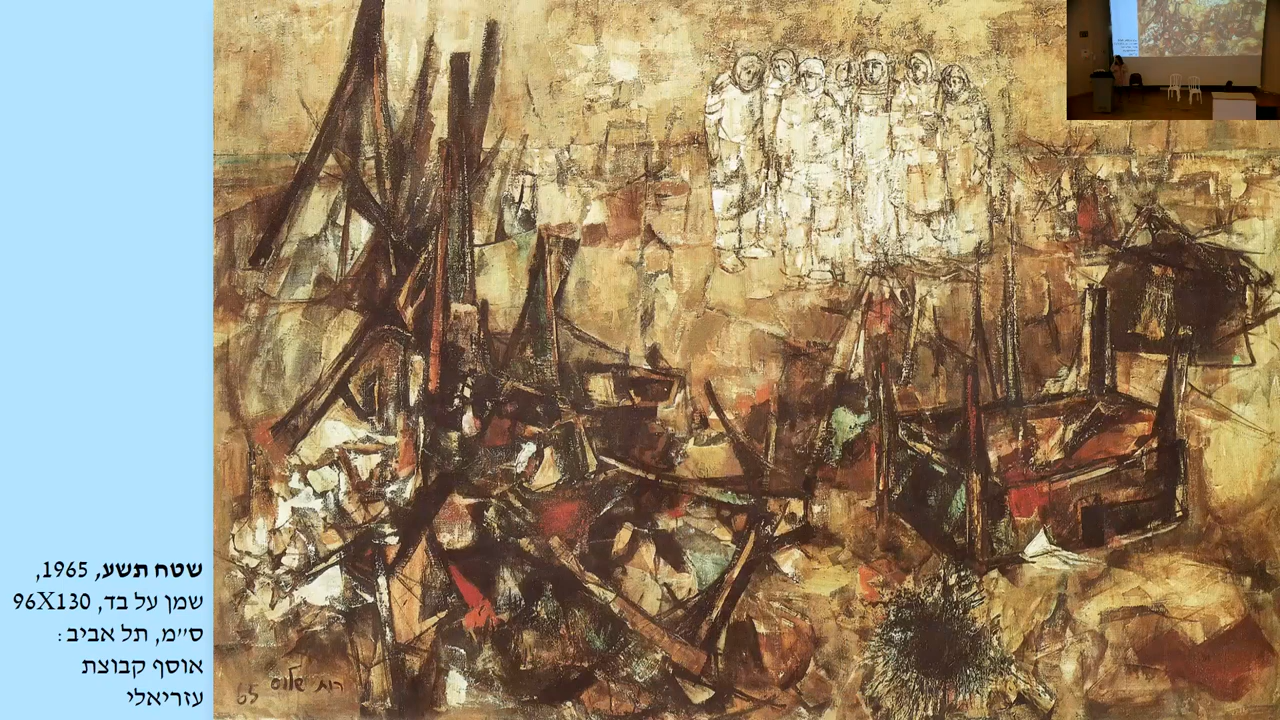 שטח תשע, 1965,
שמן על בד, 96X130
ס״מ, תל אביב:
אוסף קבוצת
עזריאלי
רות שלוס 65